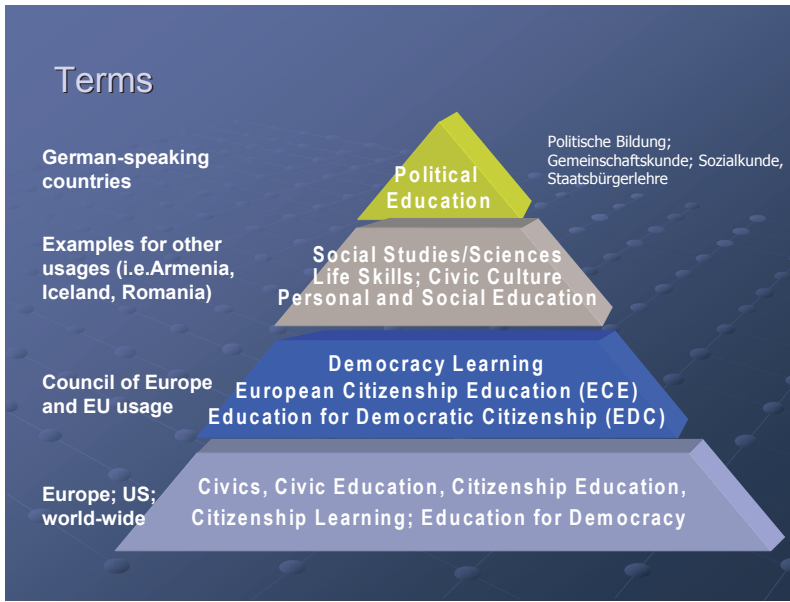 Terms
German-speaking
countries
Political
Education
Politische Bildung;
Gemeinschaftskunde; Sozialkunde,
Staatsbürgerlehre
Examples for other
usages (i.e.Armenia,
Iceland, Romania)
Social Studies/Sciences
Life Skills; Civic Culture
Personal and Social Education
Council of Europe
and EU usage
Democracy Learning
European Citizenship Education (ECE)
Education for Democratic Citizenship (EDC)
Europe; US;
world-wide
Civics, Civic Education, Citizenship Education,
Citizenship Learning; Education for Democracy